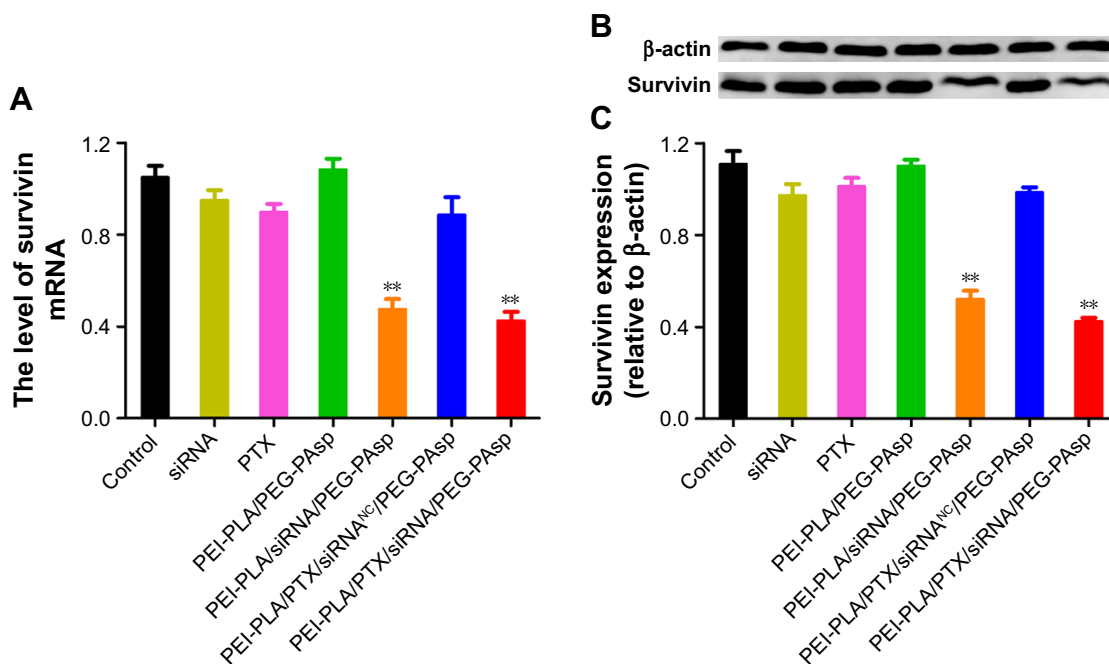 A
The level of survivin
mRNA
1.2
0.8
0.4
0.0
**
**
Control
siRNA
PTX
PEI-PLA/PEG-PAsp
PEI-PLA/siRNA/PEG-PAsp
PEI-PLA/PTX/siRNA^NC/PEG-PAsp
PEI-PLA/PTX/siRNA/PEG-PAsp
B
β-actin
Survivin
C
Survivin expression
(relative to β-actin)
1.2
0.8
0.4
0.0
**
**
Control
siRNA
PTX
PEI-PLA/PEG-PAsp
PEI-PLA/siRNA/PEG-PAsp
PEI-PLA/PTX/siRNA^NC/PEG-PAsp
PEI-PLA/PTX/siRNA/PEG-PAsp